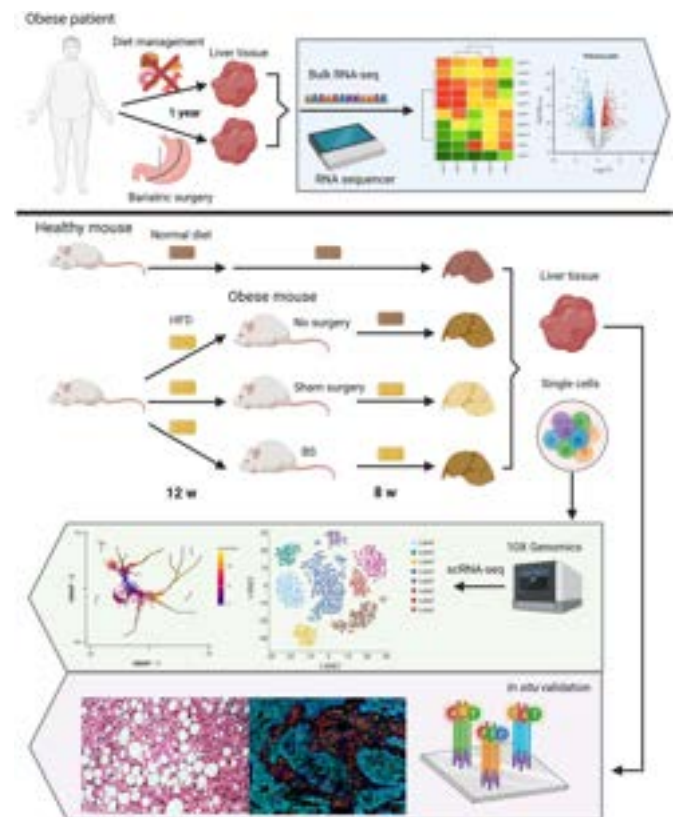 Obese patient
Diet management
Liver tissue
1 year
Bariatric surgery
Bulk RNA-seq
RNA sequencer
Healthy mouse
Normal diet
Obese mouse
HFD
No surgery
Sham surgery
BS
12 w
8 w
Liver tissue
Single cells
10X Genomics
scRNA-seq
in situ validation